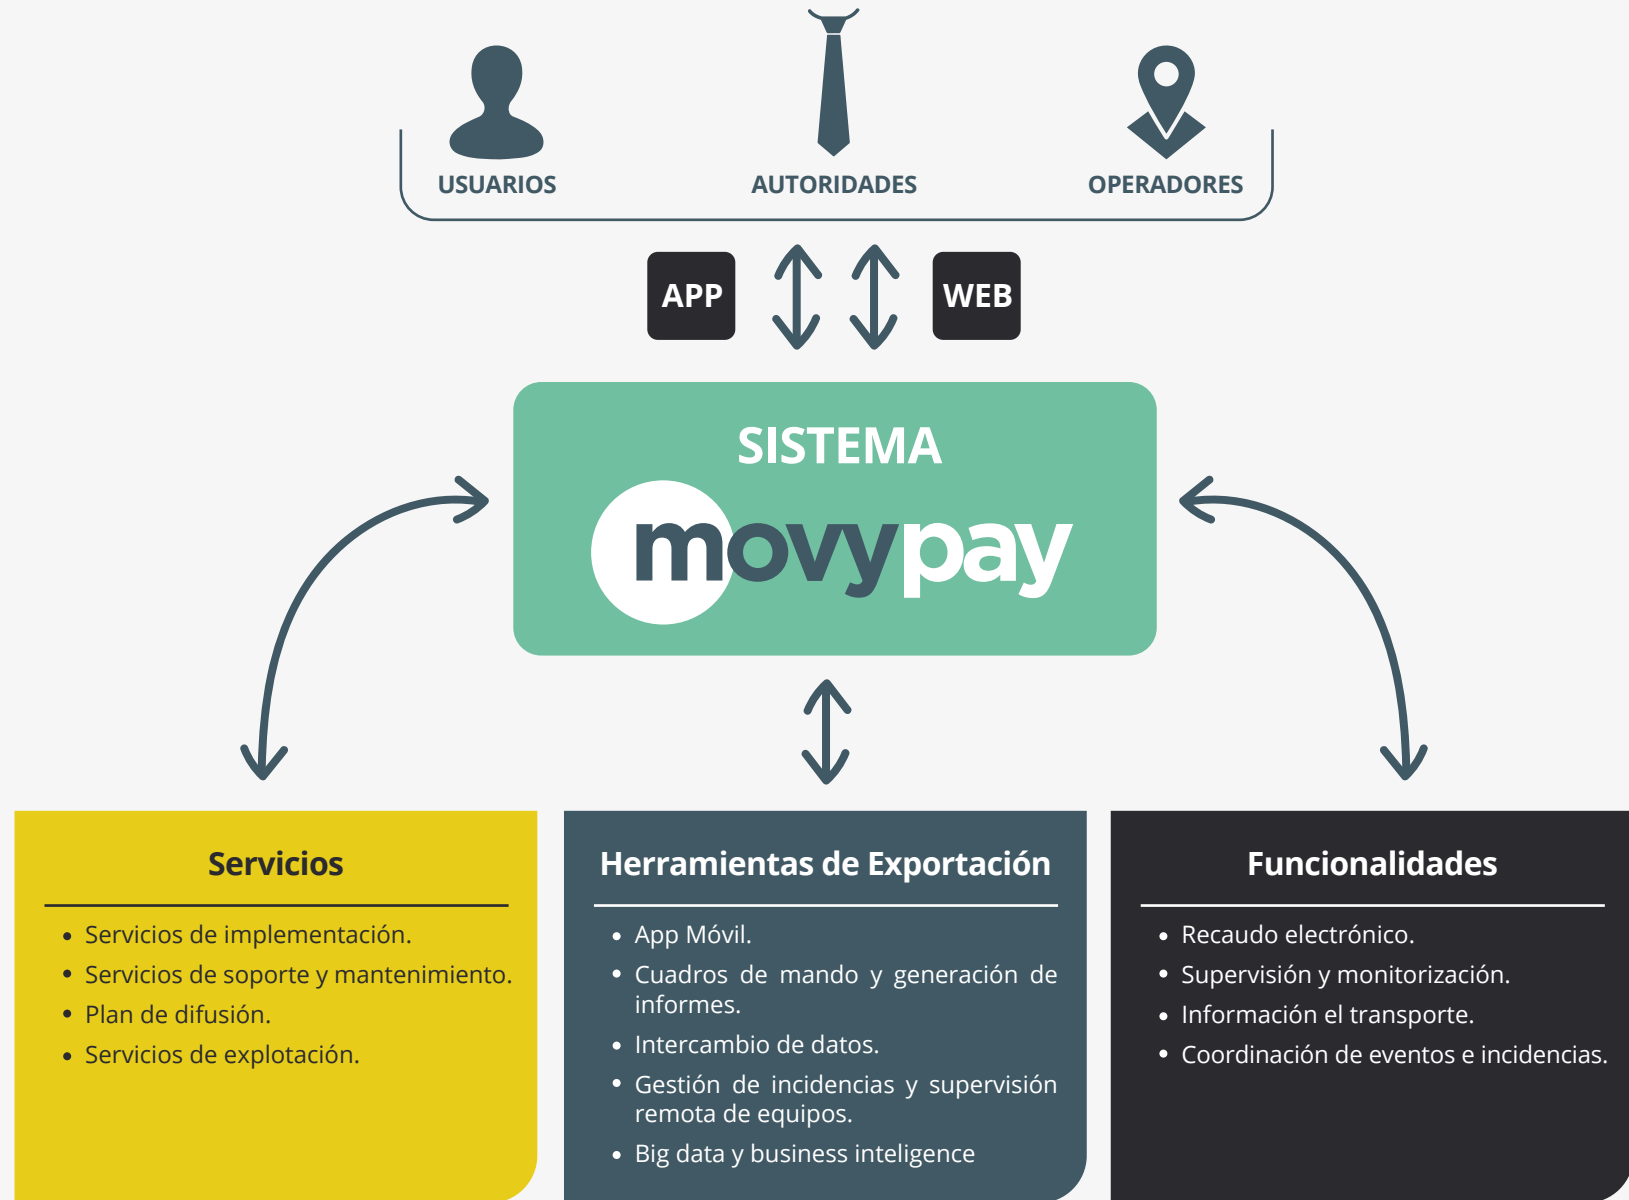 USUARIOS
AUTORIDADES
OPERADORES
APP
WEB
SISTEMA
movypay
Servicios
Servicios de implementación.
Servicios de soporte y mantenimiento.
Plan de difusión.
Servicios de explotación.
Herramientas de Exportación
App Móvil.
Cuadros de mando y generación de
informes.
Intercambio de datos.
Gestión de incidencias y supervisión
remota de equipos.
Big data y business inteligence
Funcionalidades
Recaudo electrónico.
Supervisión y monitorización.
Información el transporte.
Coordinación de eventos e incidencias.